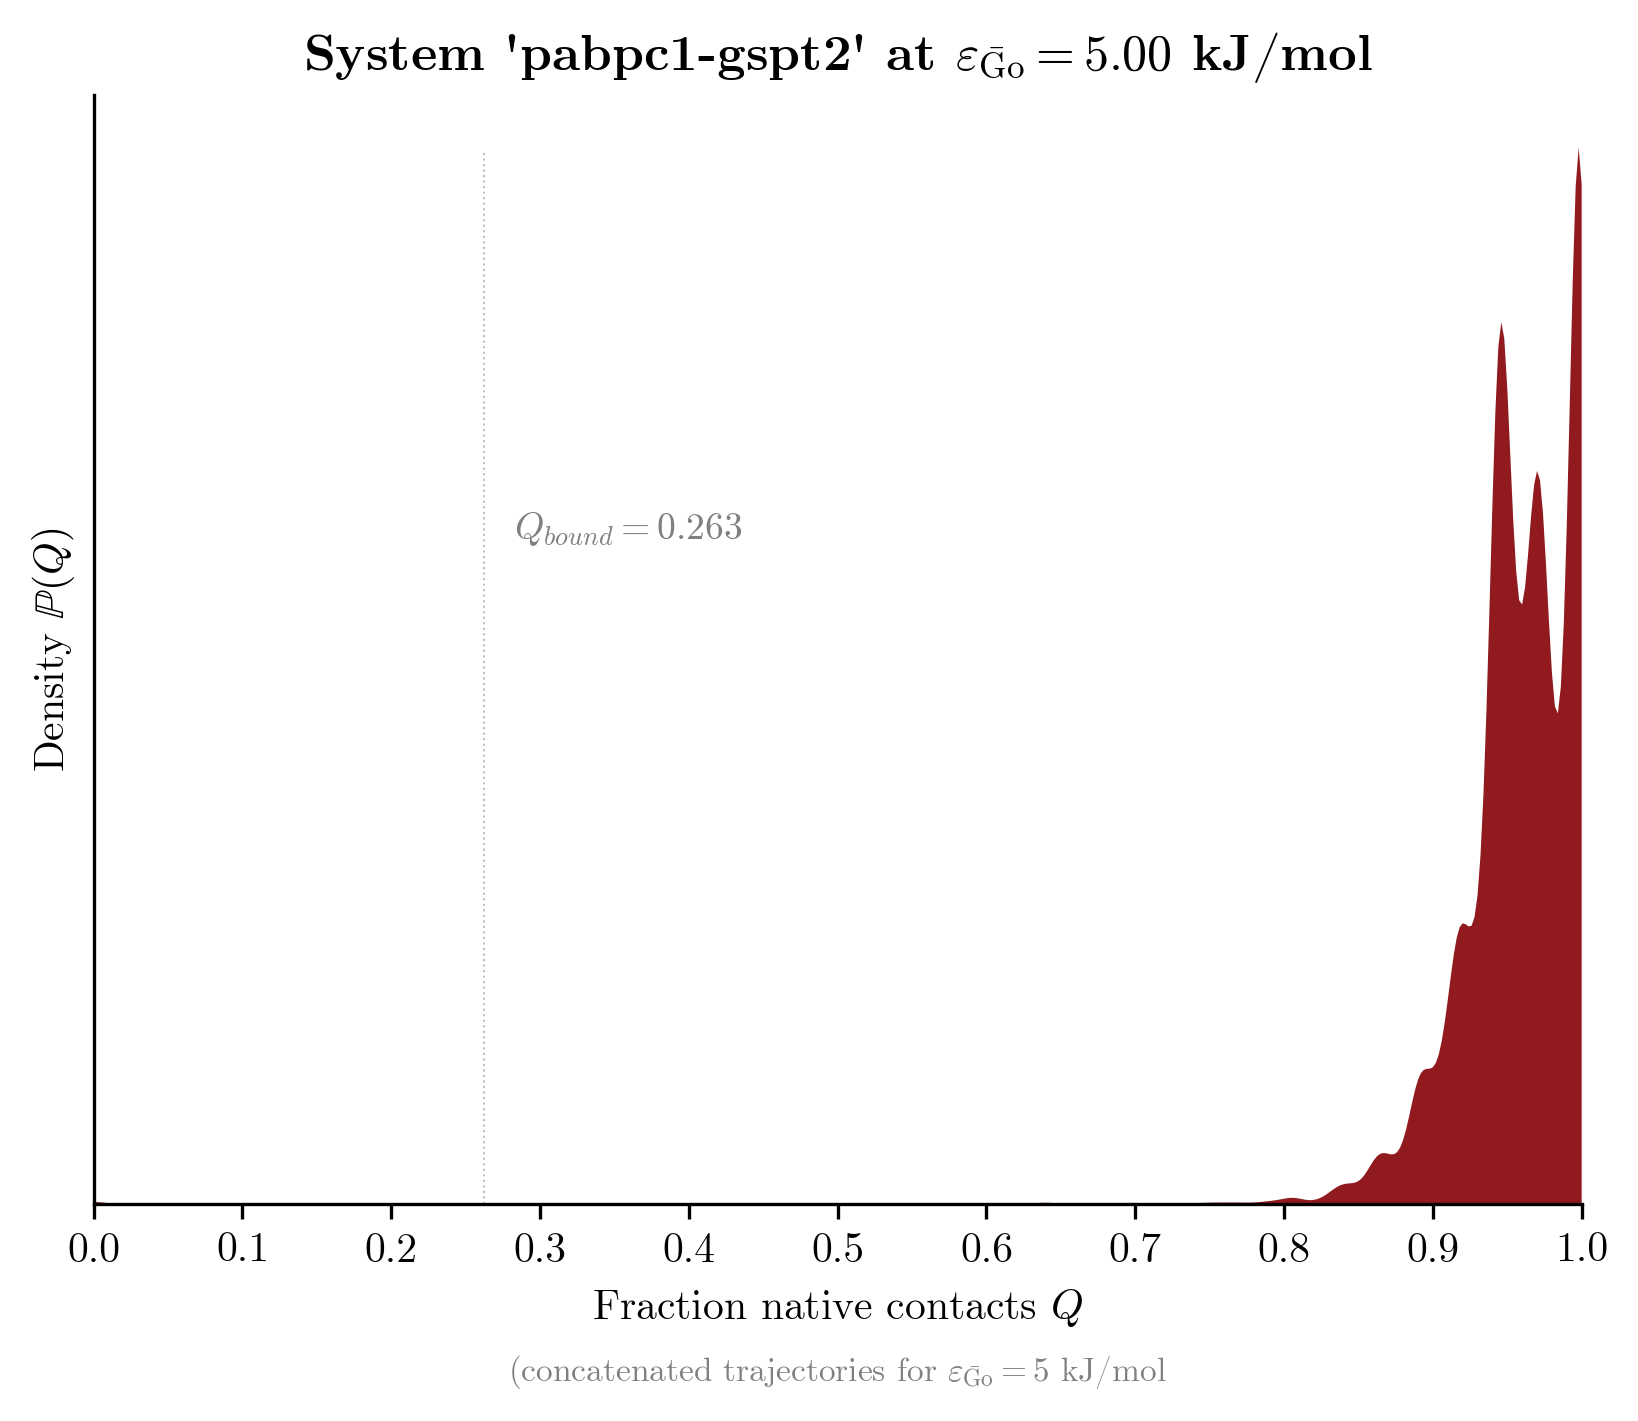 System 'pabpc1-gspt2' at ε_Ḡo = 5.00 kJ/mol
Density ℙ(Q)
Q_bound = 0.263
0.0 0.1 0.2 0.3 0.4 0.5 0.6 0.7 0.8 0.9 1.0
Fraction native contacts Q
(concatenated trajectories for ε_Ḡo = 5 kJ/mol